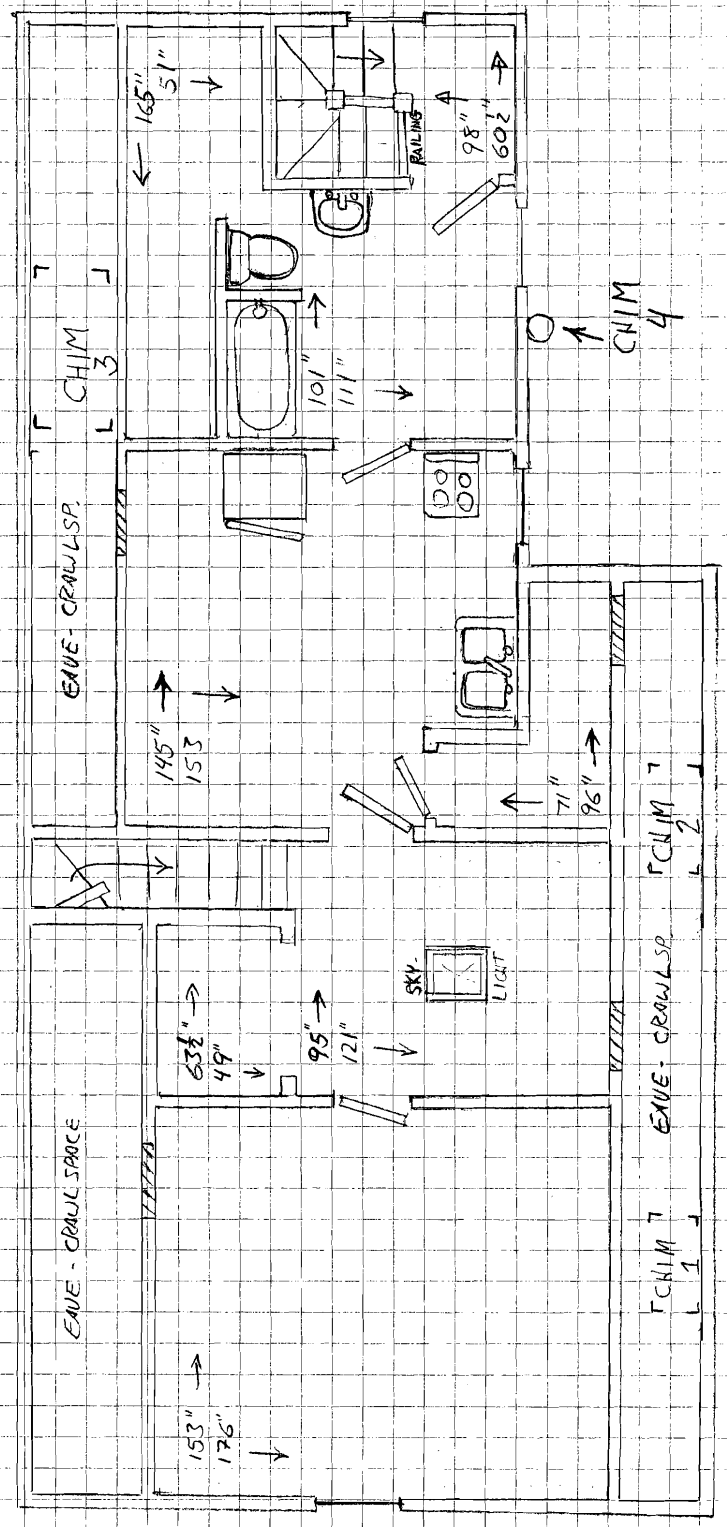 165"
51"
98"
60½"
RAILING
CHIM
3
101"
111"
CHIM
4
EAVE - CRAWLSP.
145"
153
71"
96"
CHIM
2
SKY-
LIGHT
63½"
49"
95"
121"
EAVE - CRAWLSP
EAVE - CRAWLSPACE
CHIM
1
153"
176"